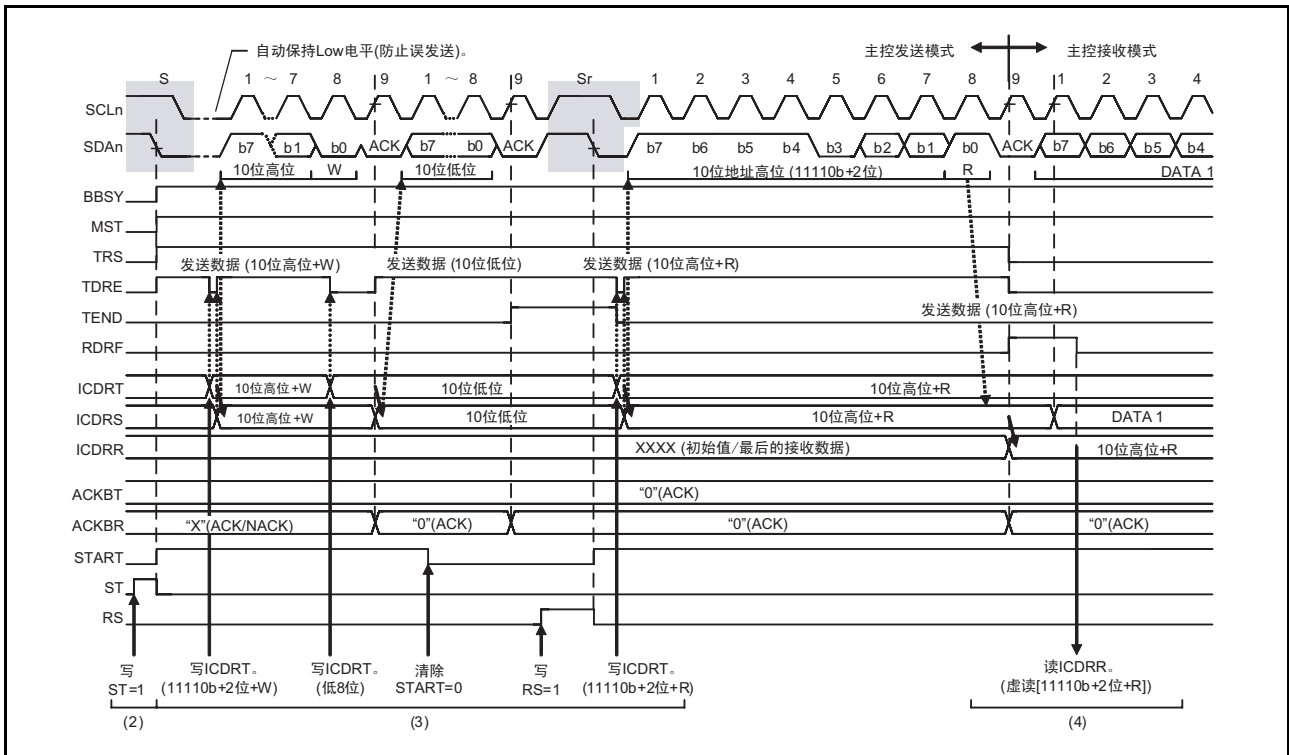 自动保持Low电平(防止误发送)。
主控发送模式 主控接收模式
S 1 ～ 7 8 9 1 ～ 8 9 Sr 1 2 3 4 5 6 7 8 9 1 2 3 4
SCLn
SDAn b7 b1 b0 ACK b7 b0 ACK b7 b6 b5 b4 b3 b2 b1 b0 ACK b7 b6 b5 b4
10位高位 W 10位低位 10位地址高位 (11110b+2位) R DATA 1
BBSY
MST
TRS
发送数据 (10位高位+W) 发送数据 (10位低位) 发送数据 (10位高位+R)
TDRE
TEND 发送数据 (10位高位+R)
RDRF
ICDRT 10位高位+W 10位低位 10位高位+R
ICDRS 10位高位+W 10位低位 10位高位+R DATA 1
ICDRR XXXX (初始值/最后的接收数据) 10位高位+R
ACKBT “0”(ACK)
ACKBR “X”(ACK/NACK) “0”(ACK) “0”(ACK) “0”(ACK)
START
ST
RS
写 写ICDRT。 写ICDRT。 清除 写 写ICDRT。 读ICDRR。
ST=1 (11110b+2位+W) (低8位) START=0 RS=1 (11110b+2位+R) (虚读[11110b+2位+R])
(2) (3) (4)